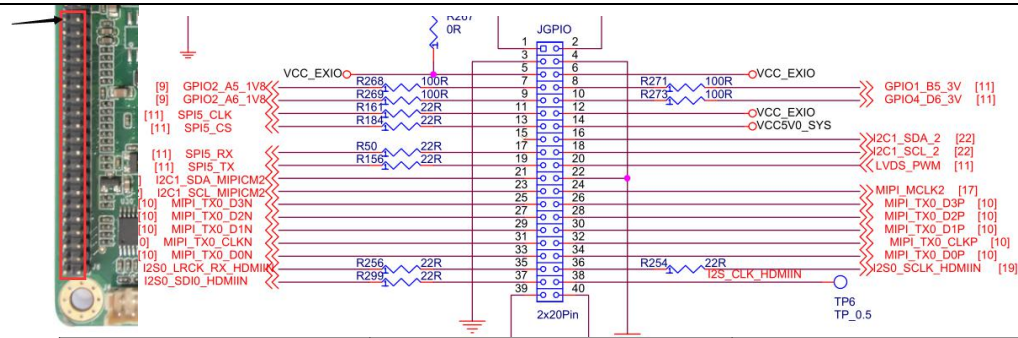 R267
0R
JGPIO
1 2
3 4
5 6
VCC_EXIO VCC_EXIO
[9] GPIO2_A5_1V8 R268 100R 7 8 R271 100R GPIO1_B5_3V [11]
[9] GPIO2_A6_1V8 R269 100R 9 10 R273 100R GPIO4_D6_3V [11]
[11] SPI5_CLK R161 22R 11 12 VCC_EXIO
[11] SPI5_CS R184 22R 13 14 VCC5V0_SYS
15 16 I2C1_SDA_2 [22]
[11] SPI5_RX R50 22R 17 18 I2C1_SCL_2 [22]
[11] SPI5_TX R156 22R 19 20 LVDS_PWM [11]
] I2C1_SDA_MIPICM2 21 22
] I2C1_SCL_MIPICM2 23 24 MIPI_MCLK2 [17]
[10] MIPI_TX0_D3N 25 26 MIPI_TX0_D3P [10]
[10] MIPI_TX0_D2N 27 28 MIPI_TX0_D2P [10]
[10] MIPI_TX0_D1N 29 30 MIPI_TX0_D1P [10]
0] MIPI_TX0_CLKN 31 32 MIPI_TX0_CLKP [10]
[10] MIPI_TX0_D0N 33 34 MIPI_TX0_D0P [10]
I2S0_LRCK_RX_HDMIIN R256 22R 35 36 R254 22R I2S0_SCLK_HDMIIN [19]
I2S_CLK_HDMIIN
I2S0_SDI0_HDMIIN R299 22R 37 38
39 40
TP6
2x20Pin TP_0.5